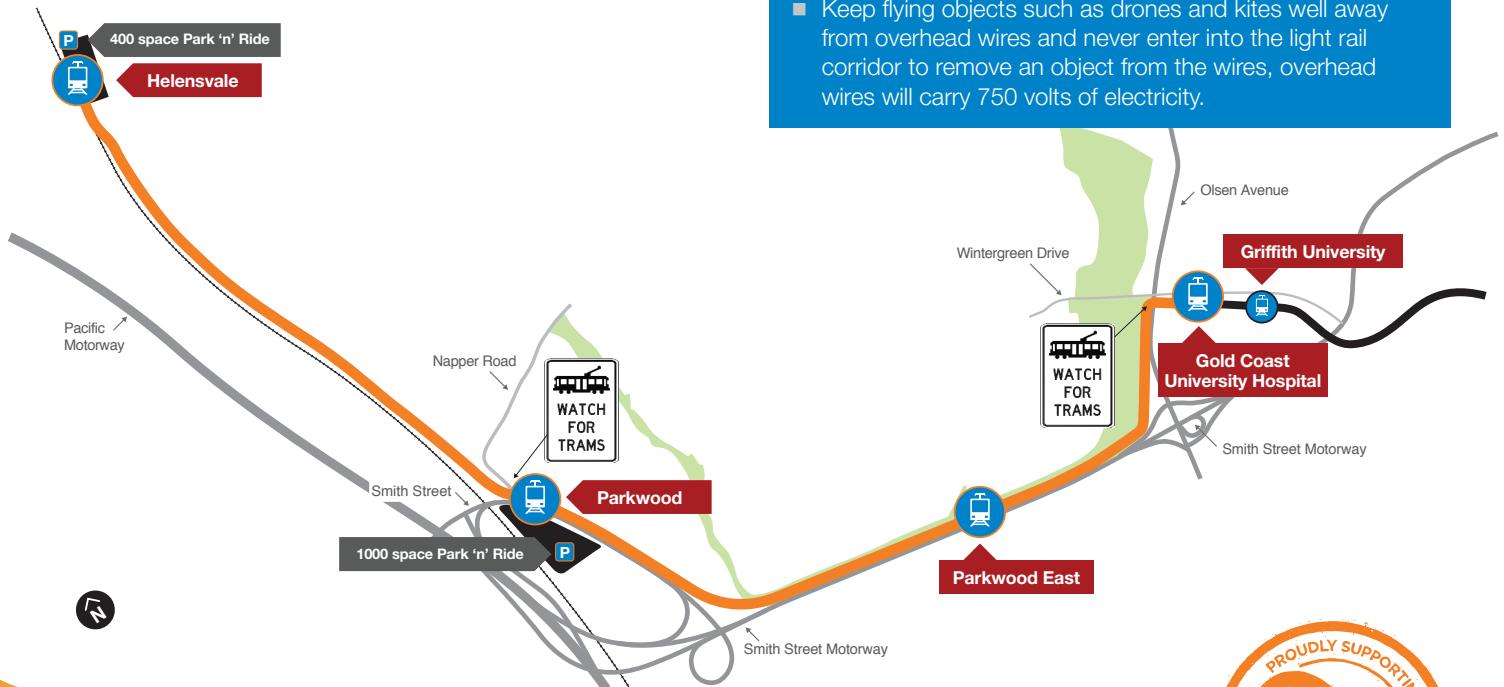 ■ Keep flying objects such as drones and kites well away
from overhead wires and never enter into the light rail
corridor to remove an object from the wires, overhead
wires will carry 750 volts of electricity.
P
400 space Park ‘n’ Ride
Helensvale
Olsen Avenue
Wintergreen Drive
Griffith University
Pacific
Motorway
Napper Road
WATCH
FOR
TRAMS
WATCH
FOR
TRAMS
Gold Coast
University Hospital
Smith Street Motorway
Smith Street
Parkwood
1000 space Park ‘n’ Ride
P
Parkwood East
N
Smith Street Motorway
PROUDLY SUPPORTIN